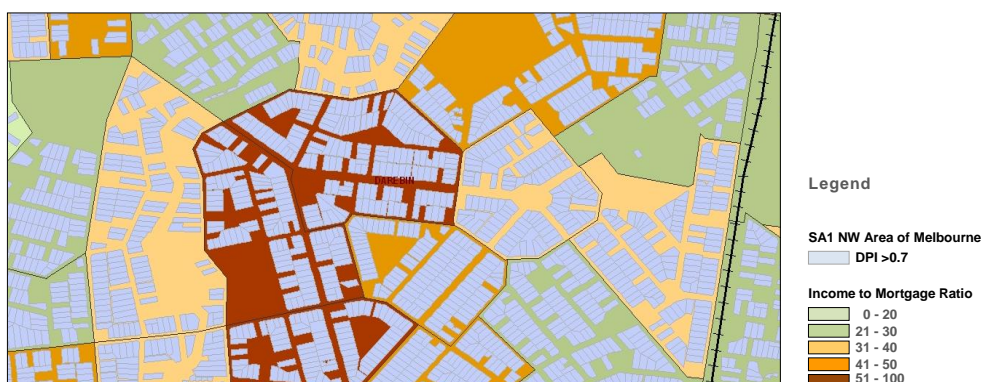 DAREBIN
Legend
SA1 NW Area of Melbourne
DPI >0.7
Income to Mortgage Ratio
0 - 20
21 - 30
31 - 40
41 - 50
51 - 100